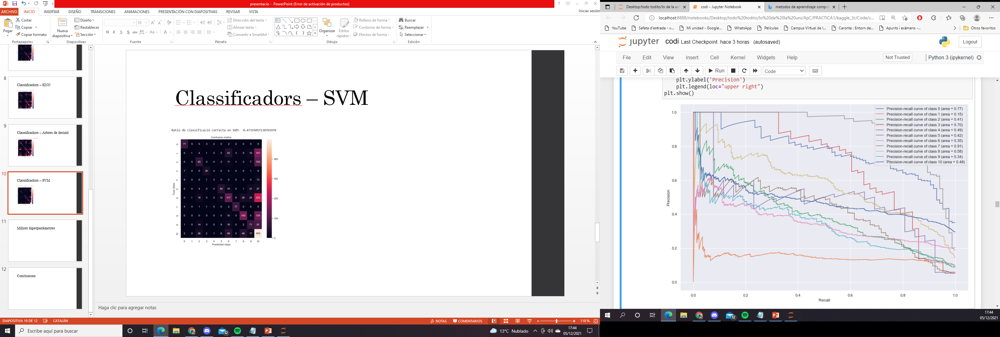 presentacio - PowerPoint (Error de activación de productos)
ARCHIVO INICIO INSERTAR DISEÑO TRANSICIONES ANIMACIONES PRESENTACIÓN CON DIAPOSITIVAS REVISAR VISTA Iniciar sesión
Pegar
Cortar
Copiar
Copiar formato
Portapapeles
Nueva
diapositiva
Diseño
Restablecer
Sección
Diapositivas
18
N K S S abc AV Aa A
Fuente
Dirección del texto
Alinear texto
Convertir a SmartArt
Párrafo
Organizar
Estilos
rápidos
Relleno de forma
Contorno de forma
Efectos de forma
Dibujo
Buscar
Reemplazar
Seleccionar
Edición
8
Classificadors – KNN
9
Classificadors – Arbres de decisió
10
Classificadors – SVM
11
Millors hiperparàmetres
12
Conclusions
Classificadors – SVM
Ratio de classificació correcta en SVM: 0.47355057130765976
Confusion matrix
0 71 0 0 3 2 0 2 2 0 0 5
1 0 1 4 1 0 5 43 3 9 16 147
2 0 0 63 0 0 2 11 1 3 7 109
3 7 0 0 29 0 0 0 0 0 1 6
4 9 0 0 1 3 0 0 0 0 0 13
5 0 0 4 0 0 49 15 0 1 21 27
6 0 1 18 0 0 12 117 8 29 24 234
7 4 0 1 1 0 0 2 77 0 0 0
8 0 0 0 0 0 0 10 0 140 0 134
9 1 0 14 0 0 8 19 0 2 71 91
10 2 0 26 2 1 6 49 0 48 17 498
0 1 2 3 4 5 6 7 8 9 10
True class
Predicted class
400
300
200
100
0
Haga clic para agregar notas
DIAPOSITIVA 10 DE 12 CATALÁN NOTAS COMENTARIOS 110 %
Escribe aquí para buscar
12
13°C Nublado
17:44
05/12/2021
Desktop/todo todito/lo de la uni
codi - Jupyter Notebook
metodos de aprendizaje comput
localhost:8888/notebooks/Desktop/todo%20todito/lo%20de%20la%20uni/ApC/PRACTICA1/kaggle_3r/Code/c...
YouTube Safata d'entrada - v... Mi unidad - Google... WhatsApp Películas Campus Virtual de l... Caronte : Entorn de... Apunts i exàmens -... Otros favoritos
jupyter codi Last Checkpoint: hace 3 horas (autosaved)
Logout
File Edit View Insert Cell Kernel Widgets Help
Not Trusted
Python 3 (ipykernel)
Run
Code
plt.ylabel('Precision')
plt.legend(loc="upper right")
plt.show()
Precision-recall curve of class 0 (area = 0.77)
Precision-recall curve of class 1 (area = 0.15)
Precision-recall curve of class 2 (area = 0.41)
Precision-recall curve of class 3 (area = 0.70)
Precision-recall curve of class 4 (area = 0.49)
Precision-recall curve of class 5 (area = 0.42)
Precision-recall curve of class 6 (area = 0.35)
Precision-recall curve of class 7 (area = 0.91)
Precision-recall curve of class 8 (area = 0.58)
Precision-recall curve of class 9 (area = 0.34)
Precision-recall curve of class 10 (area = 0.48)
1.0
0.8
0.6
0.4
0.2
0.0
Precision
0.0 0.2 0.4 0.6 0.8 1.0
Recall
12
17:44
05/12/2021